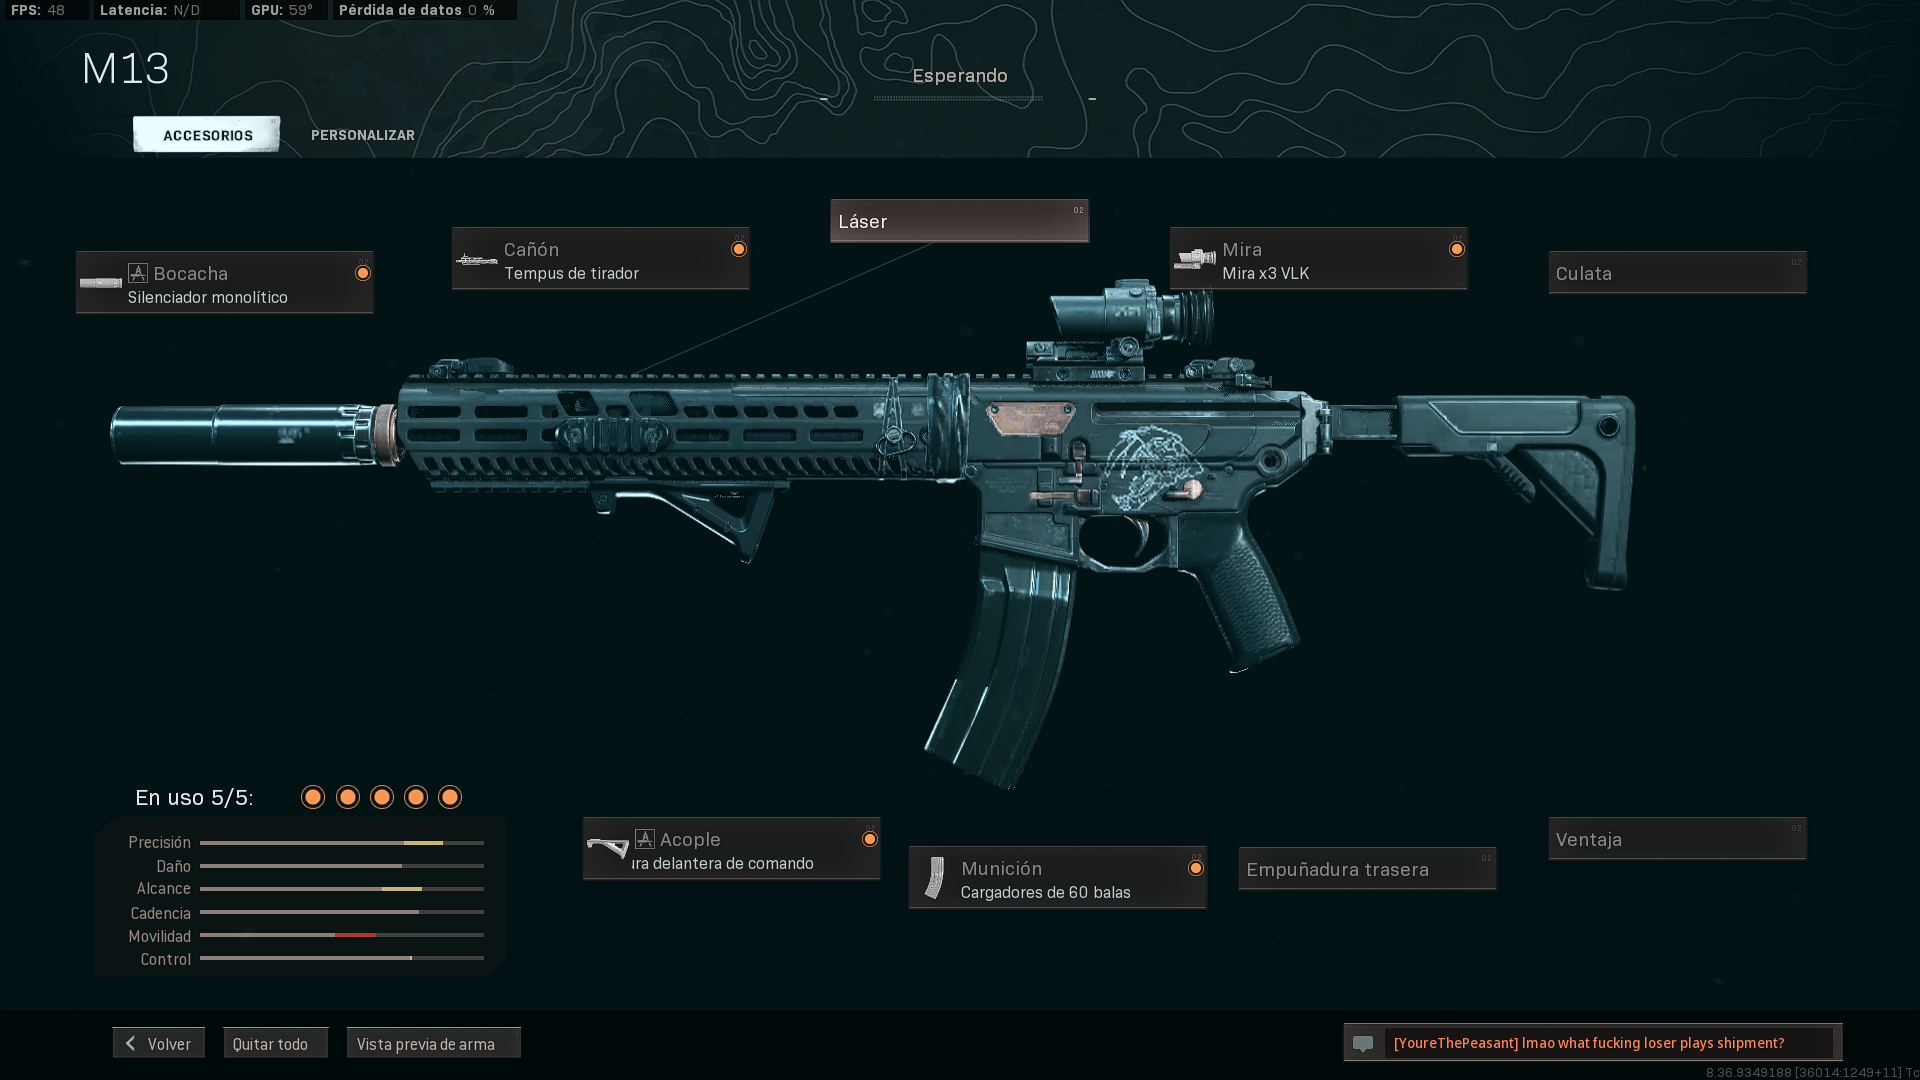 FPS: 48 Latencia: N/D GPU: 59° Pérdida de datos 0 %
M13
Esperando
ACCESORIOS PERSONALIZAR
Láser
Cañón
Tempus de tirador
Mira
Mira x3 VLK
Bocacha
Silenciador monolítico
Culata
En uso 5/5:
Precisión
Daño
Alcance
Cadencia
Movilidad
Control
Acople
ura delantera de comando
Munición
Cargadores de 60 balas
Empuñadura trasera
Ventaja
Volver Quitar todo Vista previa de arma
[YoureThePeasant] lmao what fucking loser plays shipment?
8.36.9349188 [36014:1249+11] Tc